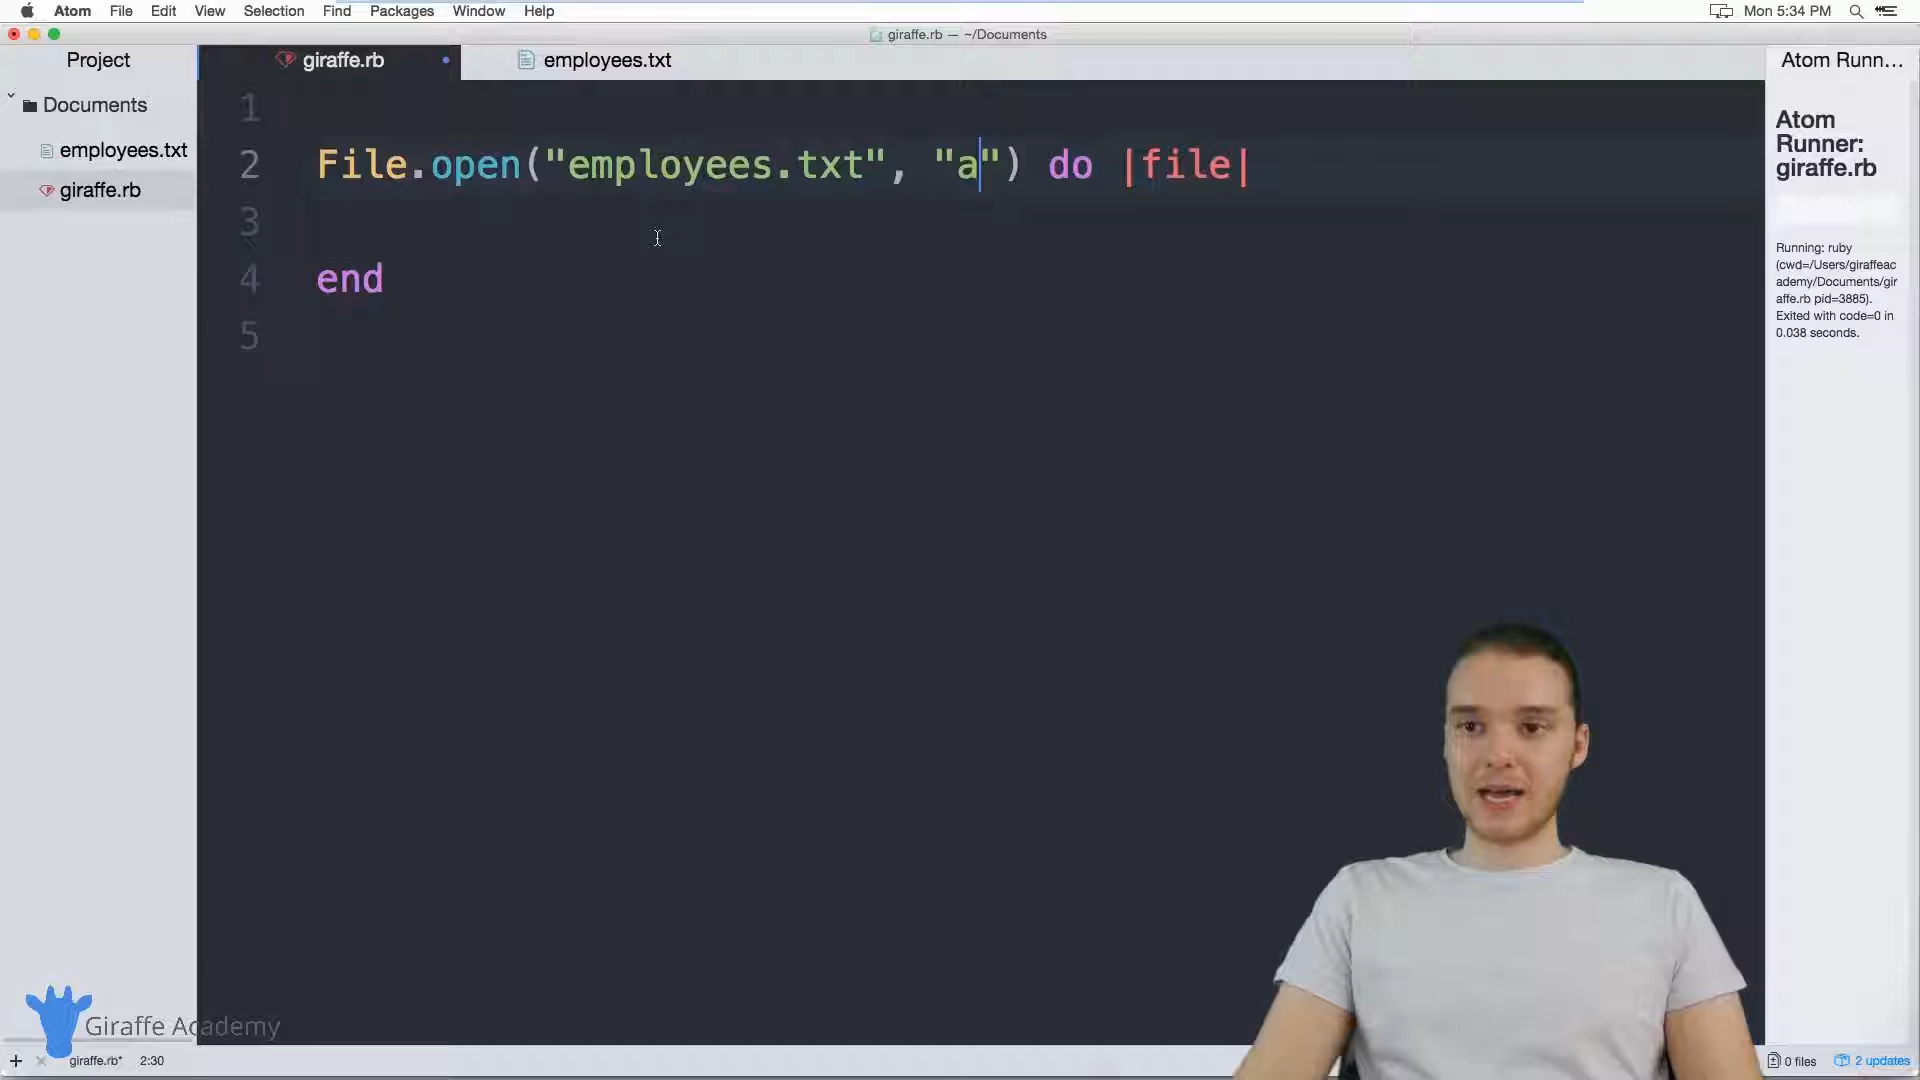 Atom File Edit View Selection Find Packages Window Help
Mon 5:34 PM
giraffe.rb — ~/Documents
Project
giraffe.rb
employees.txt
Atom Runn...
Documents
employees.txt
giraffe.rb
1
2 File.open("employees.txt", "a") do |file|
3
4 end
5
Atom
Runner:
giraffe.rb
Running: ruby
(cwd=/Users/giraffeac
ademy/Documents/gir
affe.rb pid=3885).
Exited with code=0 in
0.038 seconds.
Giraffe Academy
giraffe.rb* 2:30
0 files 2 updates